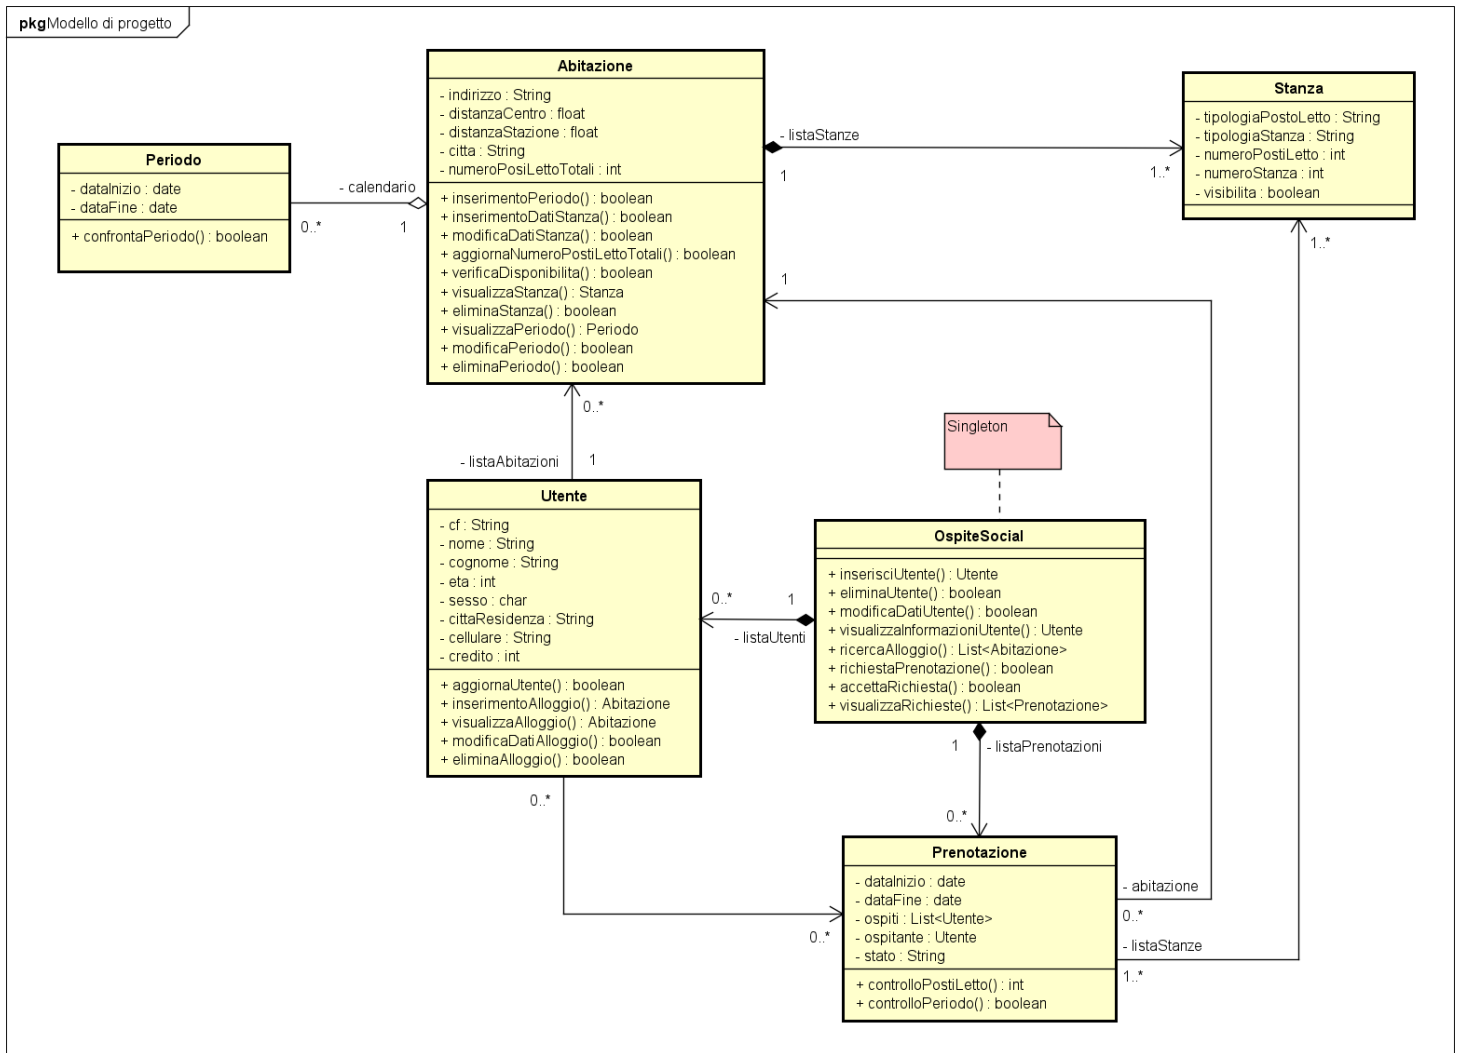 pkg Modello di progetto
Abitazione
- indirizzo : String
- distanzaCentro : float
- distanzaStazione : float
- citta : String
- numeroPosiLettoTotali : int
+ inserimentoPeriodo() : boolean
+ inserimentoDatiStanza() : boolean
+ modificaDatiStanza() : boolean
+ aggiornaNumeroPostiLettoTotali() : boolean
+ verificaDisponibilita() : boolean
+ visualizzaStanza() : Stanza
+ eliminaStanza() : boolean
+ visualizzaPeriodo() : Periodo
+ modificaPeriodo() : boolean
+ eliminaPeriodo() : boolean
Stanza
- tipologiaPostoLetto : String
- tipologiaStanza : String
- numeroPostiLetto : int
- numeroStanza : int
- visibilita : boolean
- listaStanze
1
1..*
Periodo
- dataInizio : date
- dataFine : date
+ confrontaPeriodo() : boolean
- calendario
0..*
1
1..*
1
0..*
- listaAbitazioni
1
Singleton
Utente
- cf : String
- nome : String
- cognome : String
- eta : int
- sesso : char
- cittaResidenza : String
- cellulare : String
- credito : int
+ aggiornaUtente() : boolean
+ inserimentoAlloggio() : Abitazione
+ visualizzaAlloggio() : Abitazione
+ modificaDatiAlloggio() : boolean
+ eliminaAlloggio() : boolean
OspiteSocial
+ inserisciUtente() : Utente
+ eliminaUtente() : boolean
+ modificaDatiUtente() : boolean
+ visualizzaInformazioniUtente() : Utente
+ ricercaAlloggio() : List<Abitazione>
+ richiestaPrenotazione() : boolean
+ accettaRichiesta() : boolean
+ visualizzaRichieste() : List<Prenotazione>
0..*
1
- listaUtenti
1
- listaPrenotazioni
0..*
0..*
0..*
Prenotazione
- dataInizio : date
- dataFine : date
- ospiti : List<Utente>
- ospitante : Utente
- stato : String
+ controlloPostiLetto() : int
+ controlloPeriodo() : boolean
- abitazione
0..*
- listaStanze
1..*